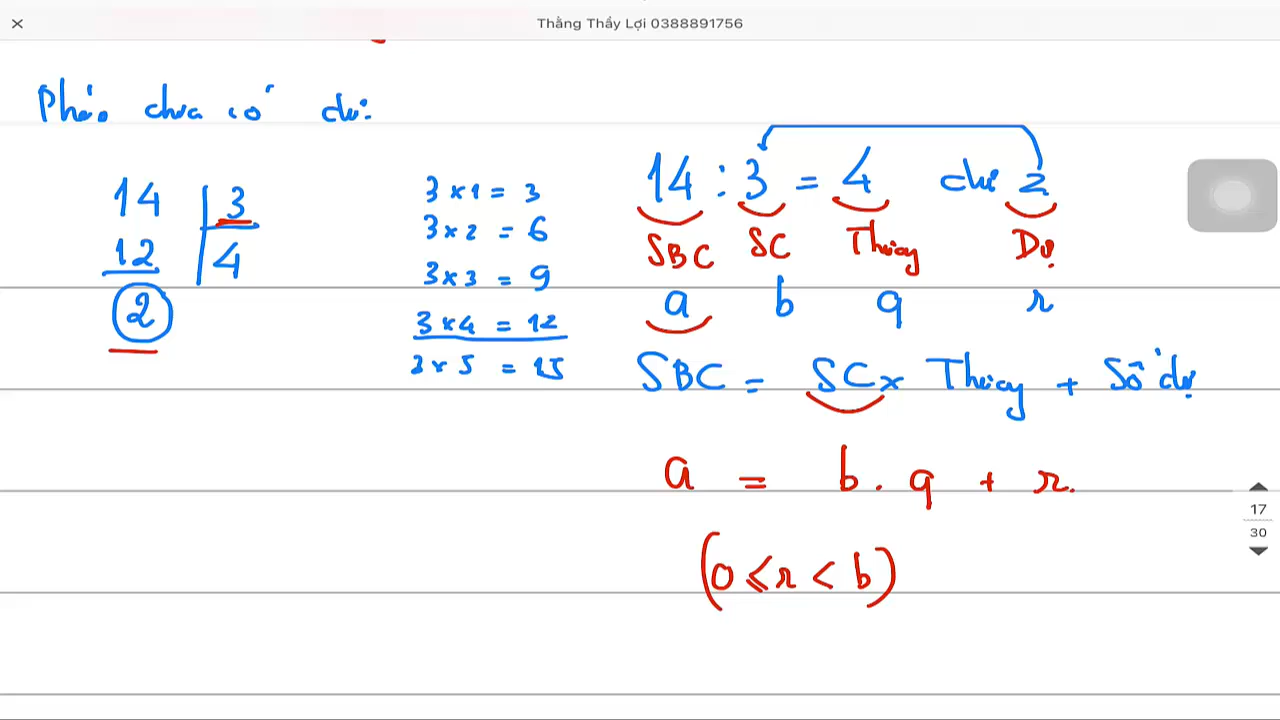 Thằng Thầy Lợi 0388891756
Phép chia có dư:
14 3
12 4
2
3 x 1 = 3
3 x 2 = 6
3 x 3 = 9
3 x 4 = 12
3 x 5 = 15
14 : 3 = 4 dư 2
SBC SC Thương Dư
a b q r
SBC = SC x Thương + Số dư
a = b . q + r.
(0 ≤ r < b)
17
30